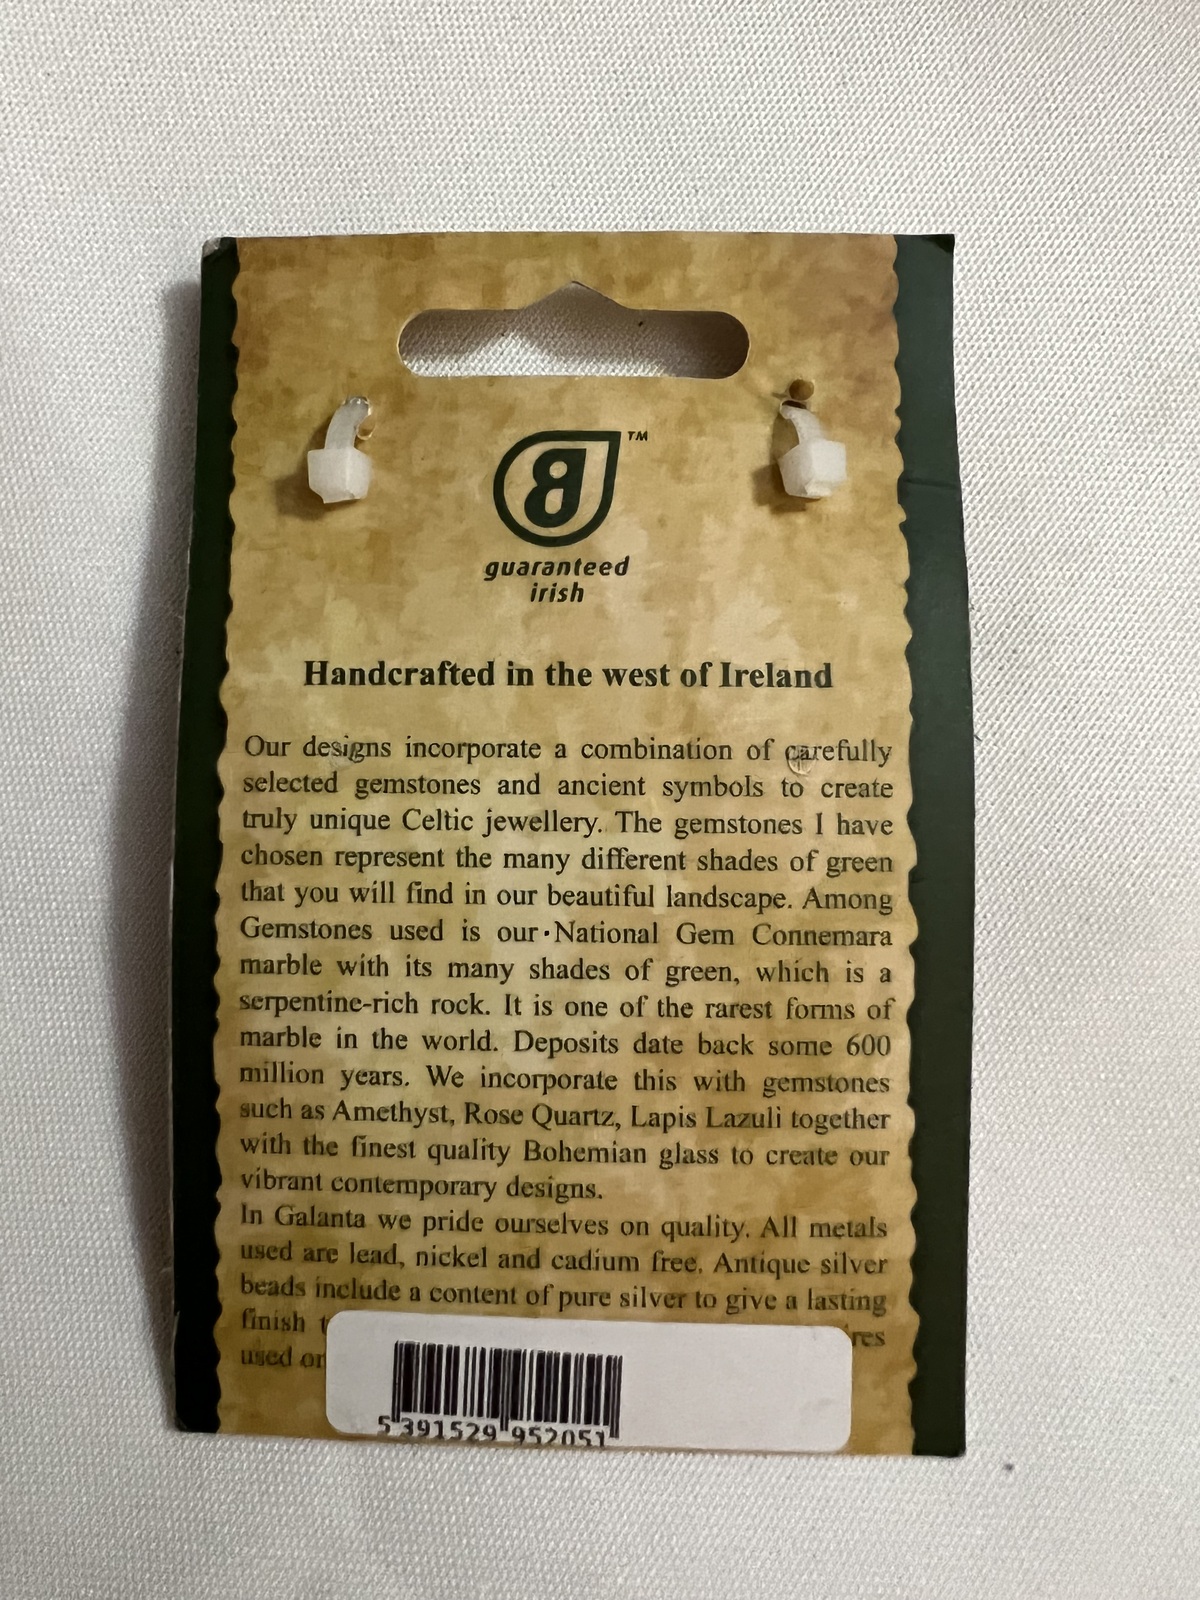 TM
guaranteed
irish
Handcrafted in the west of Ireland
Our designs incorporate a combination of carefully
selected gemstones and ancient symbols to create
truly unique Celtic jewellery. The gemstones I have
chosen represent the many different shades of green
that you will find in our beautiful landscape. Among
Gemstones used is our·National Gem Connemara
marble with its many shades of green, which is a
serpentine-rich rock. It is one of the rarest forms of
marble in the world. Deposits date back some 600
million years. We incorporate this with gemstones
such as Amethyst, Rose Quartz, Lapis Lazuli together
with the finest quality Bohemian glass to create our
vibrant contemporary designs.
In Galanta we pride ourselves on quality. All metals
used are lead, nickel and cadium free. Antique silver
beads include a content of pure silver to give a lasting
finish
used
5 391529 952051